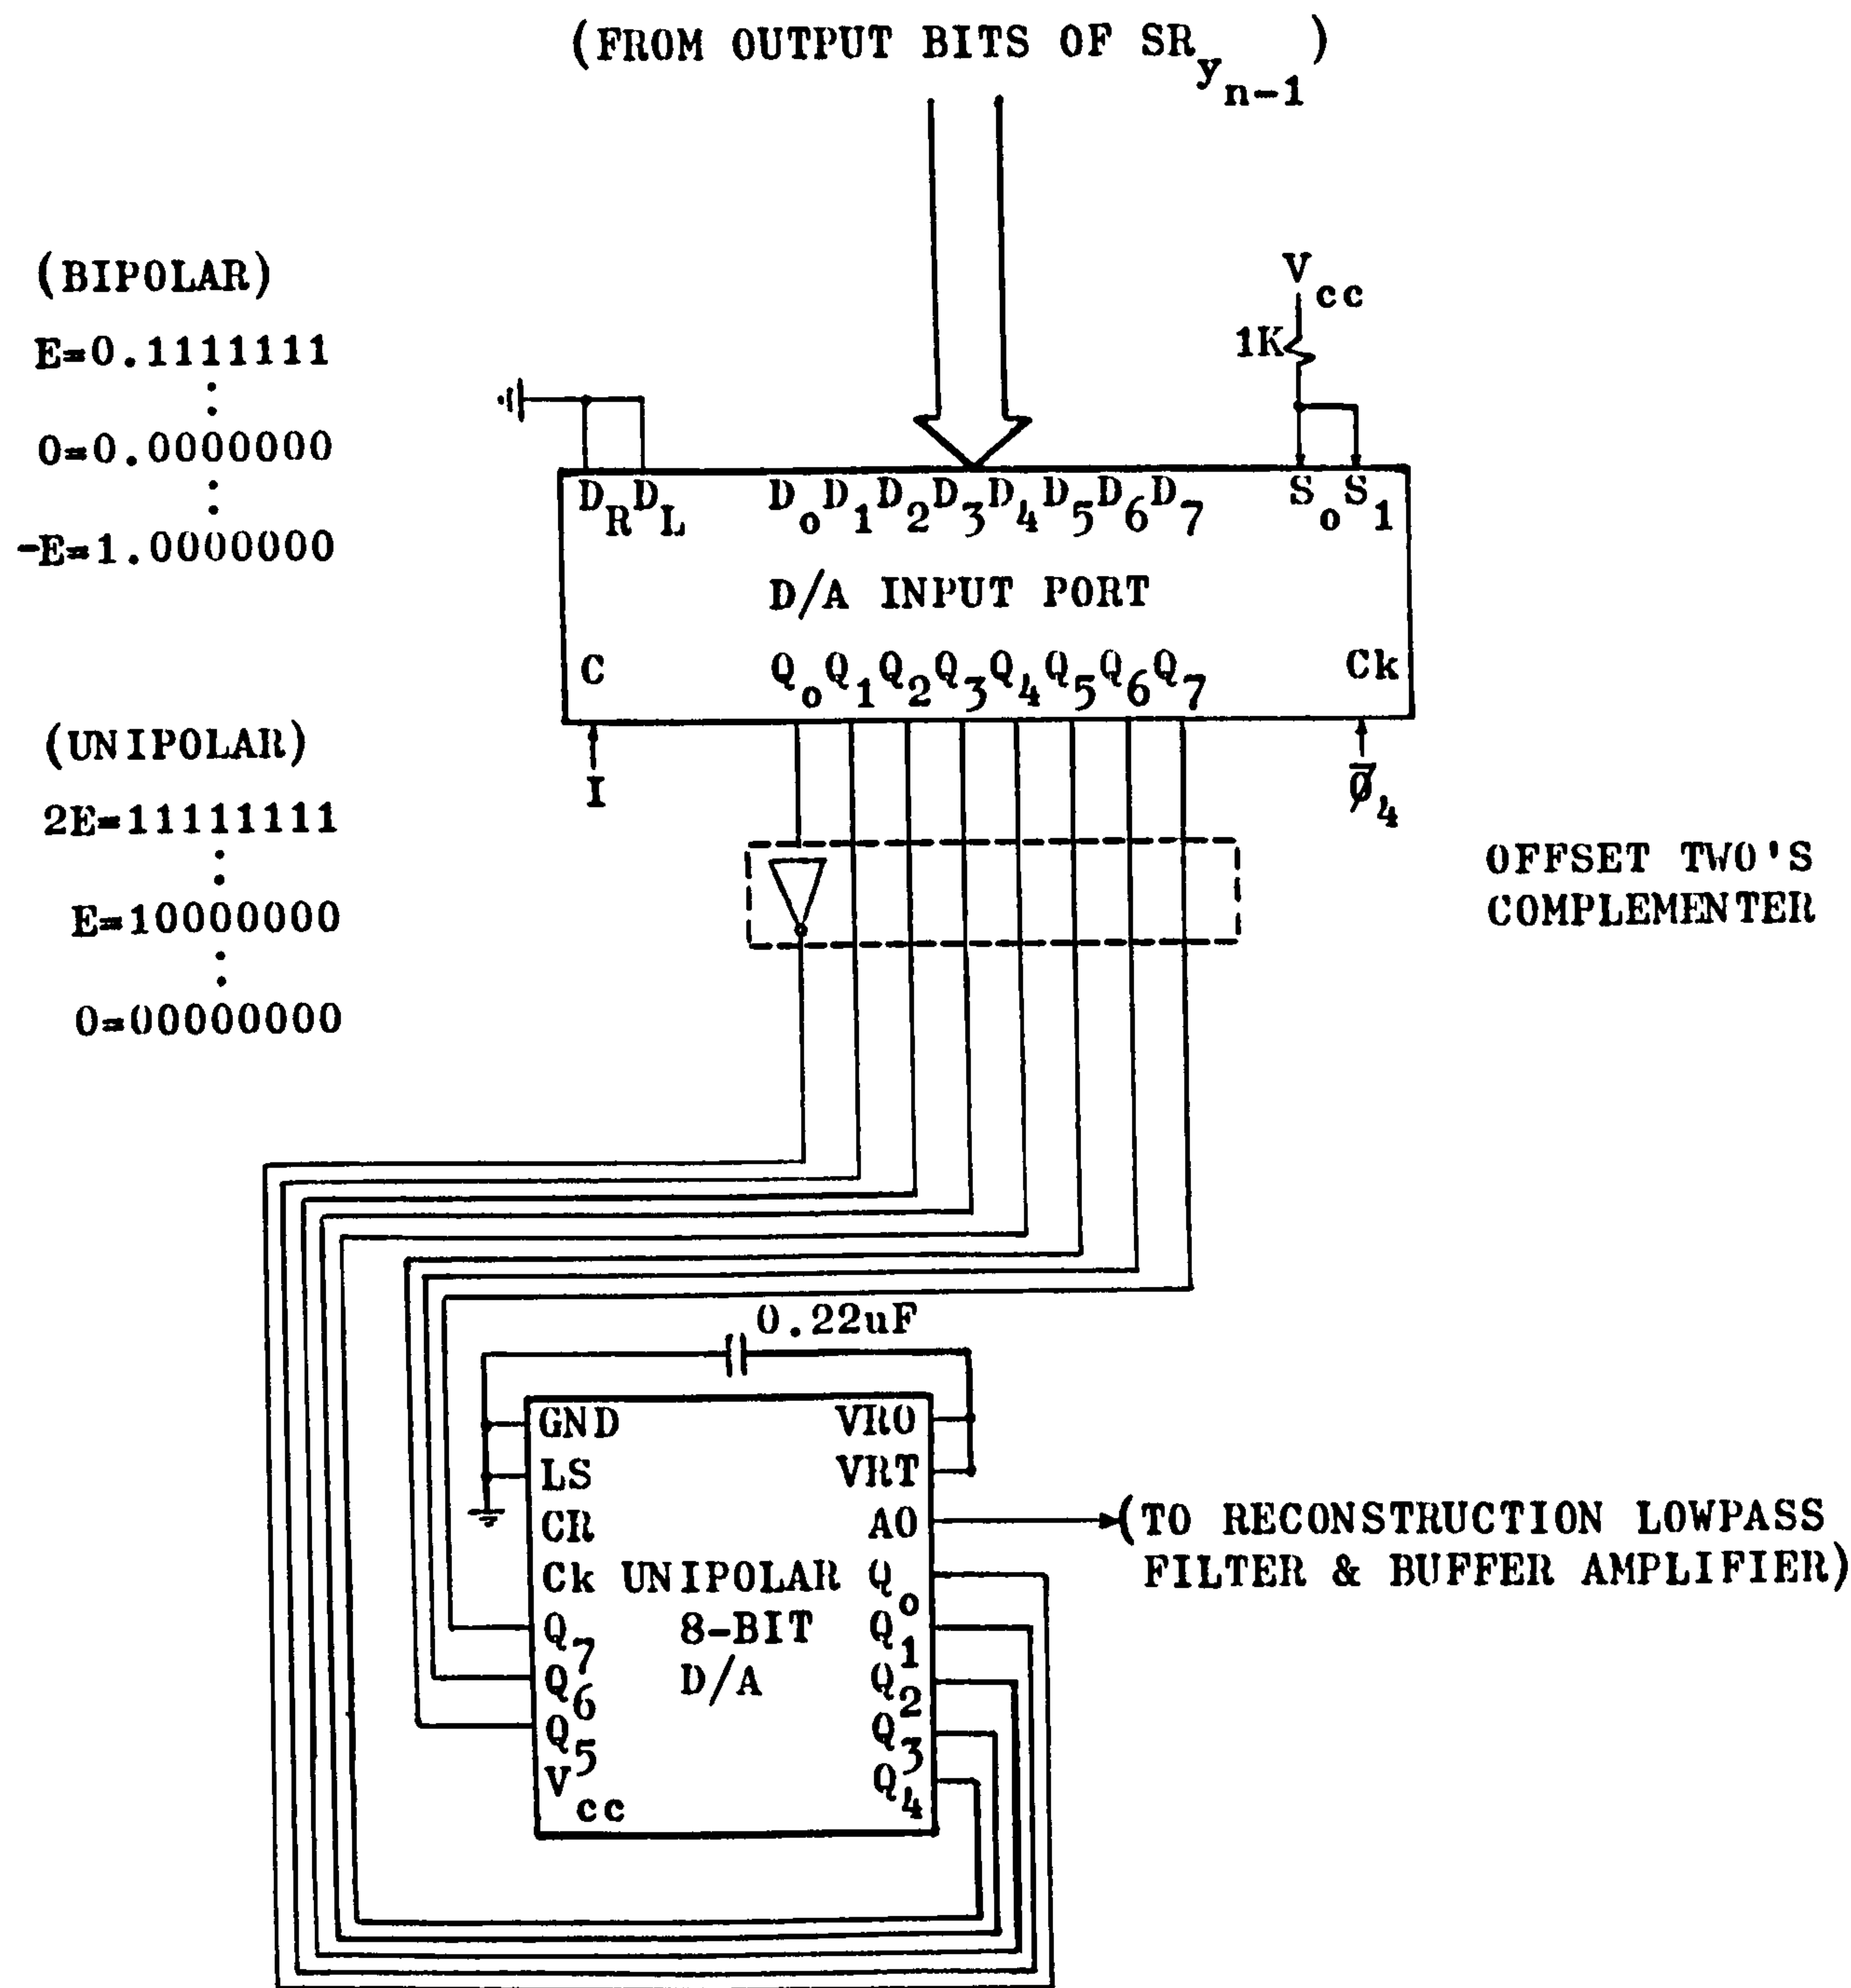 (FROM OUTPUT BITS OF SR y n-1 )
(BIPOLAR)
E=0.1111111
:
0=0.0000000
:
-E=1.0000000
Vcc
1K
DR DL D0 D1 D2 D3 D4 D5 D6 D7 S0 S1
D/A INPUT PORT
C Q0 Q1 Q2 Q3 Q4 Q5 Q6 Q7 Ck
I
Ø̅4
(UNIPOLAR)
2E=11111111
:
E=10000000
:
0=00000000
OFFSET TWO'S
COMPLEMENTER
0.22uF
GND VRO
LS VRT
CR AO
(TO RECONSTRUCTION LOWPASS
FILTER & BUFFER AMPLIFIER)
Ck UNIPOLAR Q0
Q7 8-BIT Q1
Q6 D/A Q2
Q5 Q3
Vcc Q4